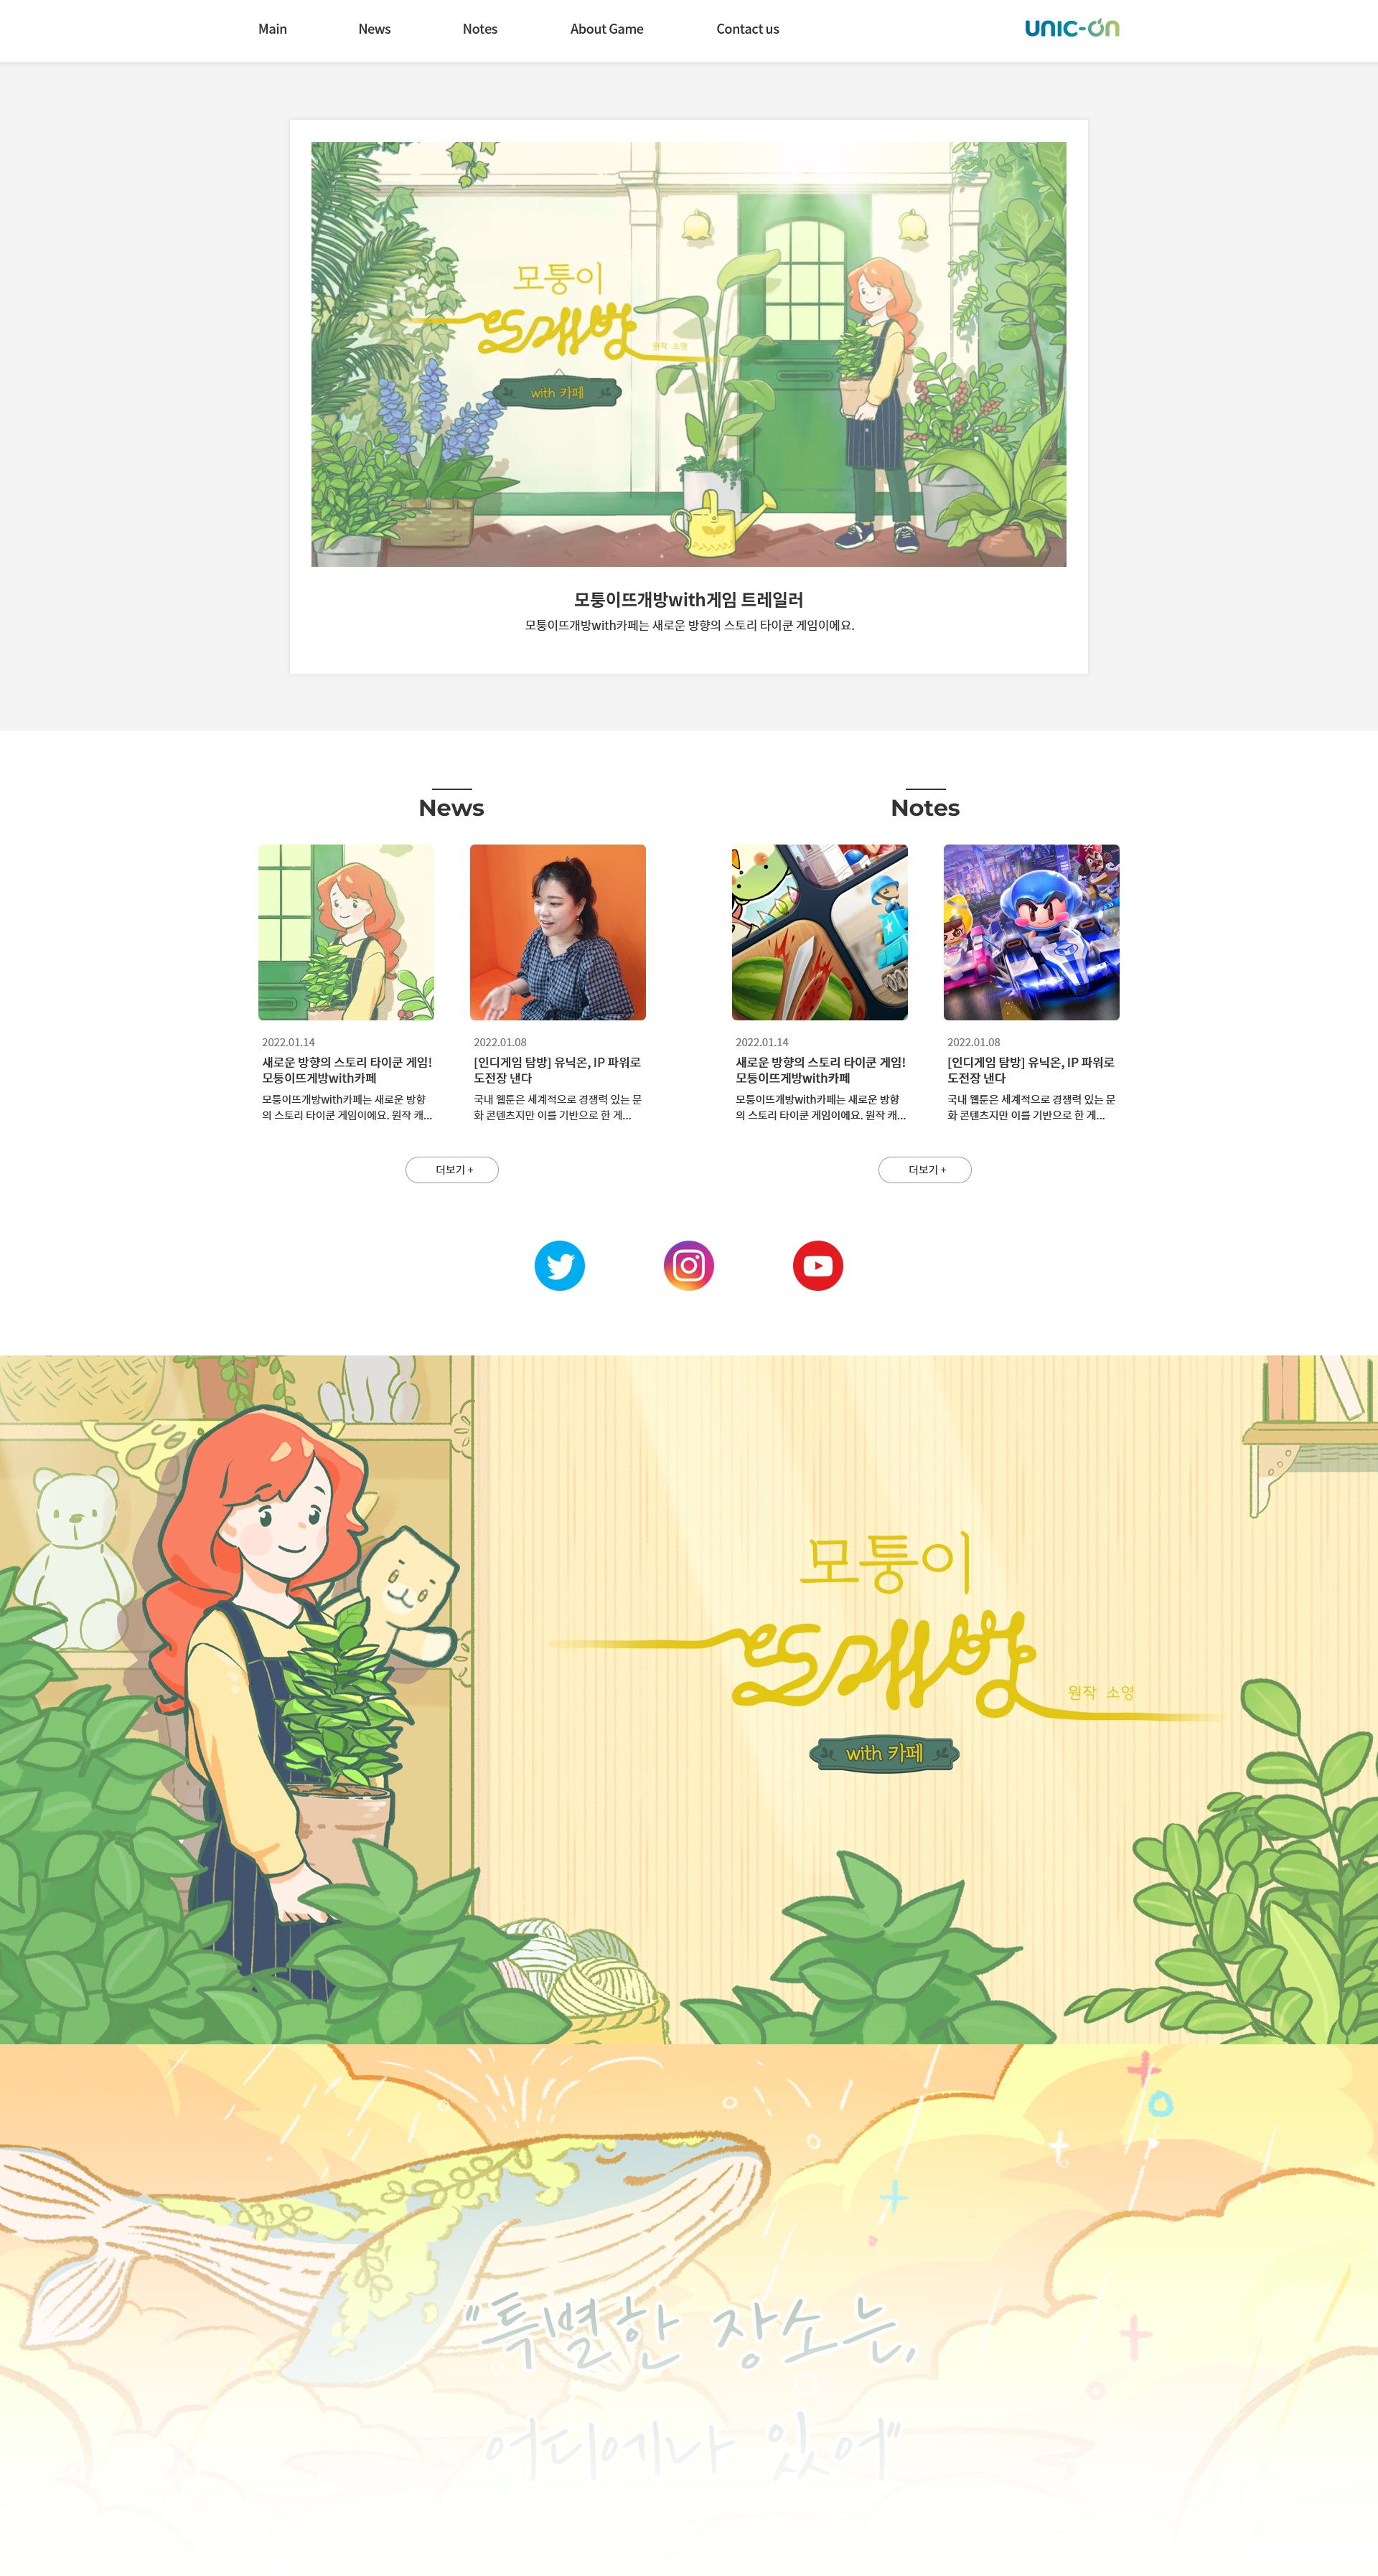 Main
News
Notes
About Game
Contact us
UNIC-ON
모퉁이
뜨개방
원작 소영
with 카페
모퉁이뜨개방with게임 트레일러
모퉁이뜨개방with카페는 새로운 방향의 스토리 타이쿤 게임이에요.
News
2022.01.14
새로운 방향의 스토리 타이쿤 게임!
모퉁이뜨게방with카페
모퉁이뜨개방with카페는 새로운 방향
의 스토리 타이쿤 게임이에요. 원작 캐...
2022.01.08
[인디게임 탐방] 유닉온, IP 파워로
도전장 낸다
국내 웹툰은 세계적으로 경쟁력 있는 문
화 콘텐츠지만 이를 기반으로 한 게...
더보기 +
Notes
2022.01.14
새로운 방향의 스토리 타이쿤 게임!
모퉁이뜨게방with카페
모퉁이뜨개방with카페는 새로운 방향
의 스토리 타이쿤 게임이에요. 원작 캐...
2022.01.08
[인디게임 탐방] 유닉온, IP 파워로
도전장 낸다
국내 웹툰은 세계적으로 경쟁력 있는 문
화 콘텐츠지만 이를 기반으로 한 게...
더보기 +
모퉁이
뜨개방
원작 소영
with 카페
"특별한 장소는,
어디에나 있어"